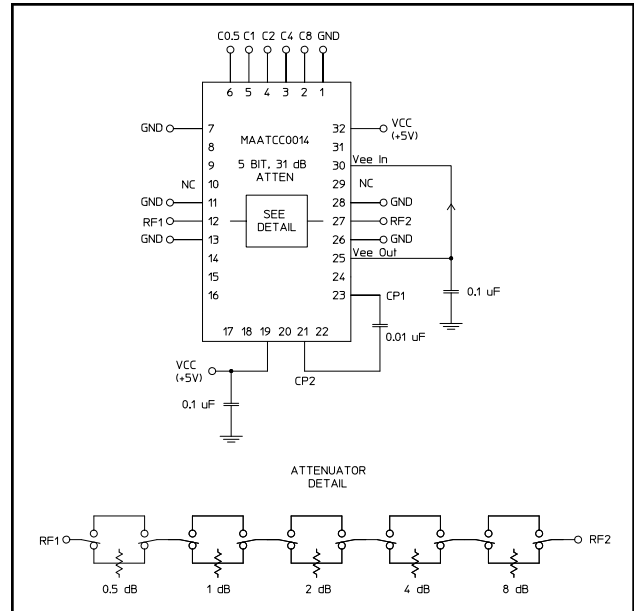 C0.5 C1 C2 C4 C8 GND
6 5 4 3 2 1
GND 7 32 VCC
(+5V)
8 MAATCC0014 31
9 5 BIT, 31 dB 30 Vee In
ATTEN
NC 10 29 NC
GND 11 28 GND
RF1 12 SEE 27 RF2
DETAIL
GND 13 26 GND
14 25 Vee Out
15 24
16 23 CP1
0.1 uF
0.01 uF
17 18 19 20 21 22
VCC
(+5V)
CP2
0.1 uF
ATTENUATOR
DETAIL
RF1 RF2
0.5 dB 1 dB 2 dB 4 dB 8 dB